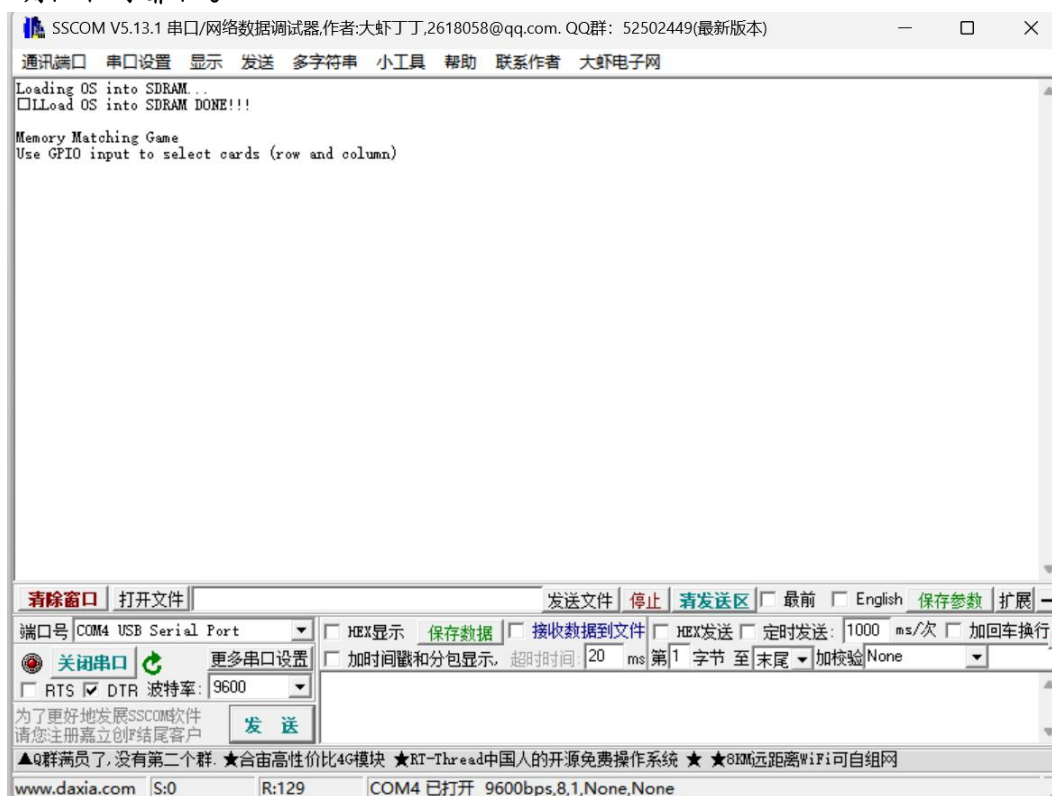 SSCOM V5.13.1 串口/网络数据调试器,作者:大虾丁丁,2618058@qq.com. QQ群: 52502449(最新版本)
通讯端口 串口设置 显示 发送 多字符串 小工具 帮助 联系作者 大虾电子网
Loading OS into SDRAM...
□LLoad OS into SDRAM DONE!!!
Memory Matching Game
Use GPIO input to select cards (row and column)
清除窗口 打开文件 发送文件 停止 清发送区 最前 English 保存参数 扩展 —
端口号 COM4 USB Serial Port HEX显示 保存数据 接收数据到文件 HEX发送 定时发送: 1000 ms/次 加回车换行
关闭串口 更多串口设置 加时间戳和分包显示, 超时时间: 20 ms 第1 字节 至 末尾 加校验 None
RTS DTR 波特率: 9600
为了更好地发展SSCOM软件
请您注册嘉立创F结尾客户
发 送
▲Q群满员了,没有第二个群. ★合宙高性价比4G模块 ★RT-Thread中国人的开源免费操作系统 ★ ★8KM远距离WiFi可自组网
www.daxia.com S:0 R:129 COM4 已打开 9600bps,8,1,None,None